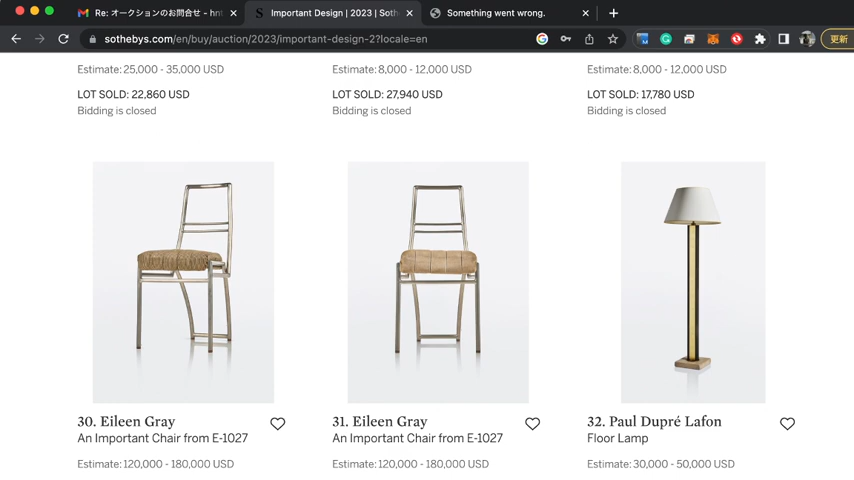 Re: オークションのお問合せ - hnt
Important Design | 2023 | Soth
Something went wrong.
sothebys.com/en/buy/auction/2023/important-design-2?locale=en
更新
Estimate: 25,000 - 35,000 USD
Estimate: 8,000 - 12,000 USD
Estimate: 8,000 - 12,000 USD
LOT SOLD: 22,860 USD
LOT SOLD: 27,940 USD
LOT SOLD: 17,780 USD
Bidding is closed
Bidding is closed
Bidding is closed
30. Eileen Gray
An Important Chair from E-1027
31. Eileen Gray
An Important Chair from E-1027
32. Paul Dupré Lafon
Floor Lamp
Estimate: 120,000 - 180,000 USD
Estimate: 120,000 - 180,000 USD
Estimate: 30,000 - 50,000 USD